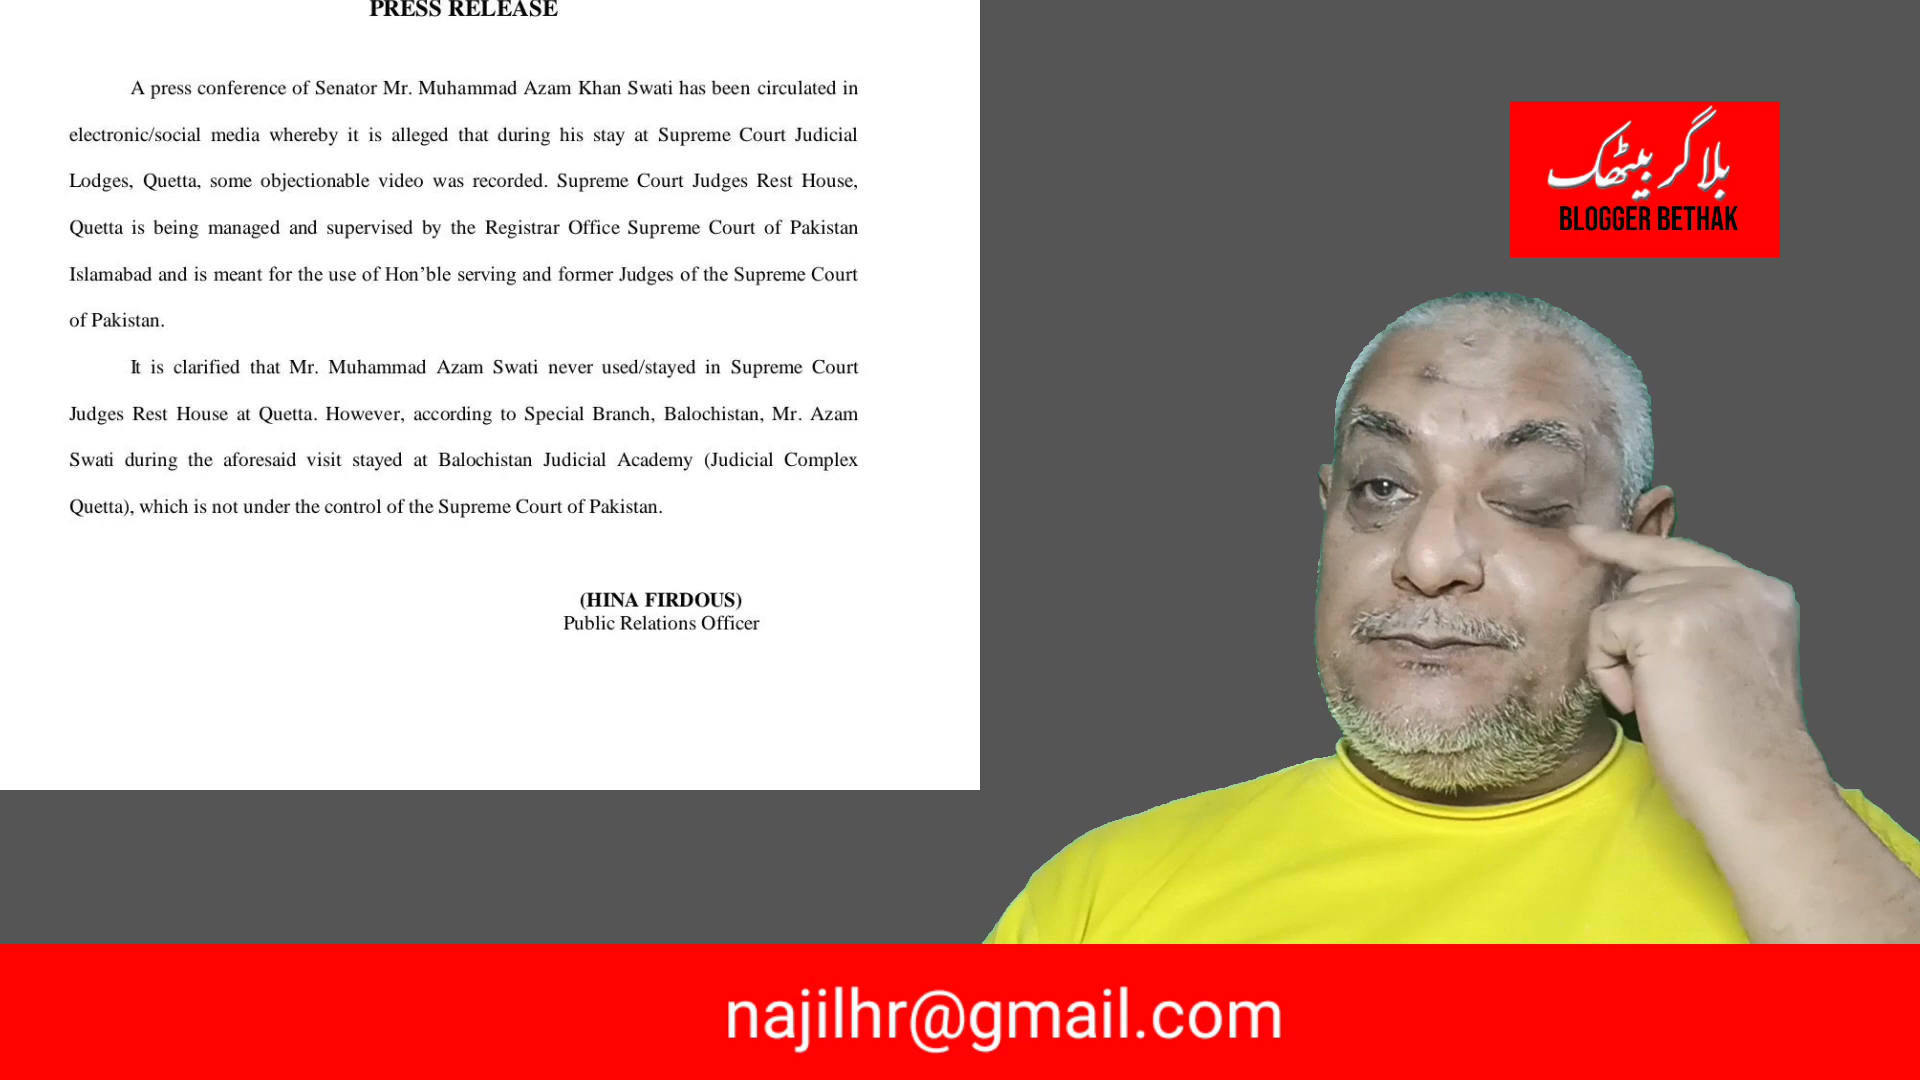 PRESS RELEASE
A press conference of Senator Mr. Muhammad Azam Khan Swati has been circulated in
electronic/social media whereby it is alleged that during his stay at Supreme Court Judicial
Lodges, Quetta, some objectionable video was recorded. Supreme Court Judges Rest House,
Quetta is being managed and supervised by the Registrar Office Supreme Court of Pakistan
Islamabad and is meant for the use of Hon’ble serving and former Judges of the Supreme Court
of Pakistan.
It is clarified that Mr. Muhammad Azam Swati never used/stayed in Supreme Court
Judges Rest House at Quetta. However, according to Special Branch, Balochistan, Mr. Azam
Swati during the aforesaid visit stayed at Balochistan Judicial Academy (Judicial Complex
Quetta), which is not under the control of the Supreme Court of Pakistan.
(HINA FIRDOUS)
Public Relations Officer
بلاگر بیٹھک
BLOGGER BETHAK
najilhr@gmail.com